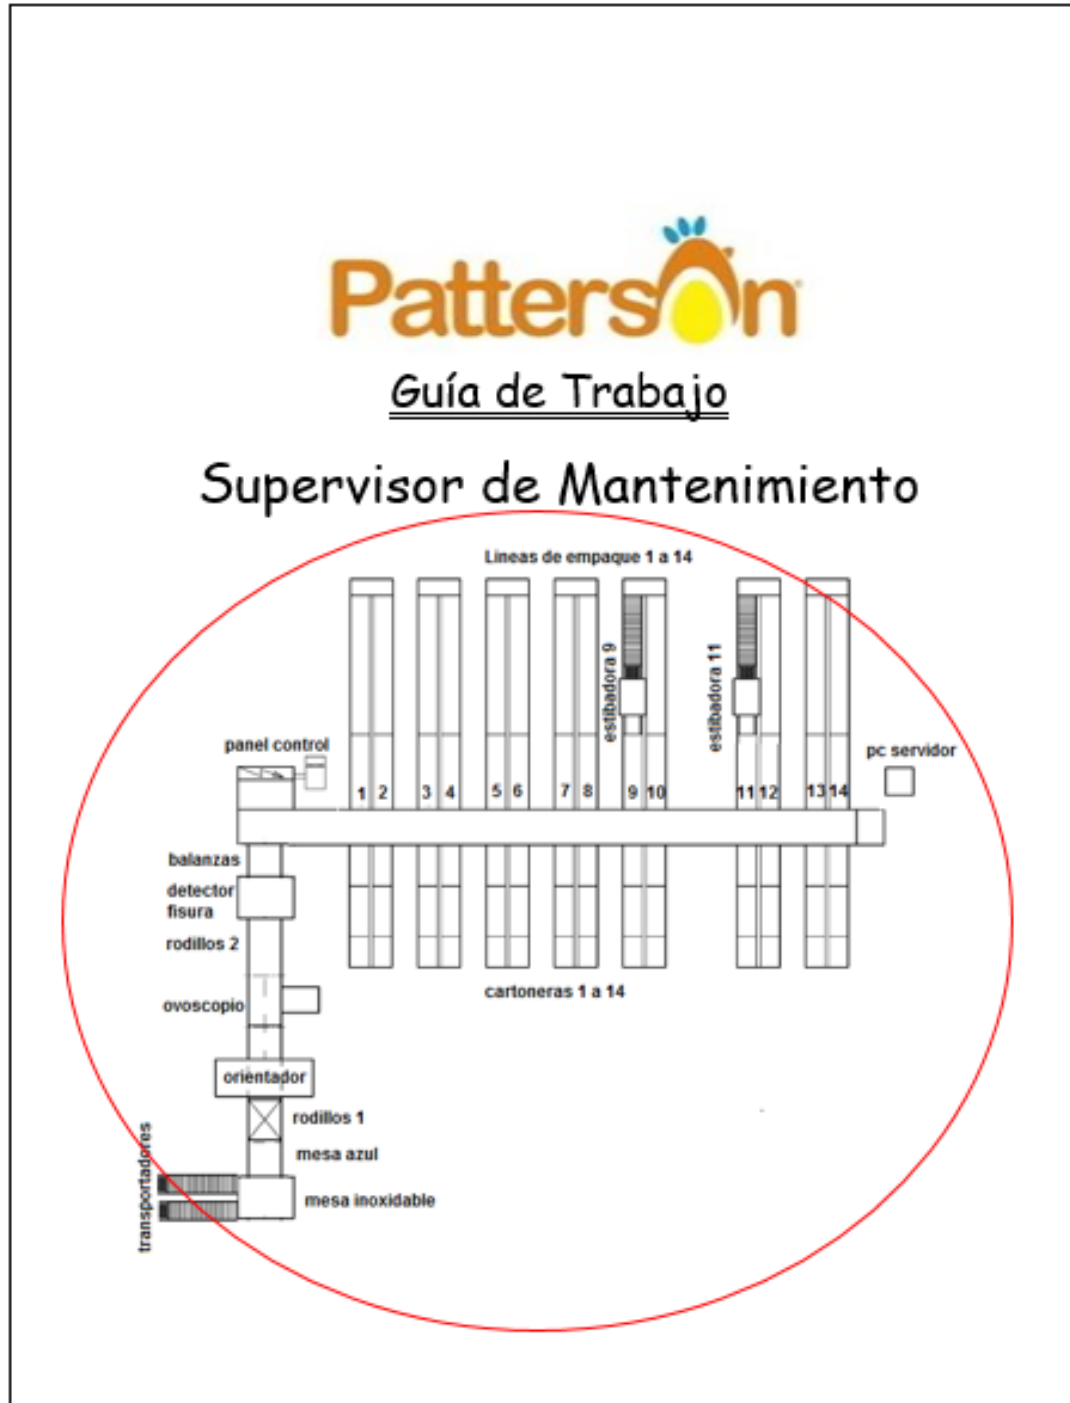 Patterson
Guía de Trabajo
Supervisor de Mantenimiento
Lineas de empaque 1 a 14
estibadora 9
estibadora 11
panel control
pc servidor
1 2 3 4 5 6 7 8 9 10 11 12 13 14
balanzas
detector
fisura
rodillos 2
cartoneras 1 a 14
ovoscopio
orientador
rodillos 1
transportadores
mesa azul
mesa inoxidable